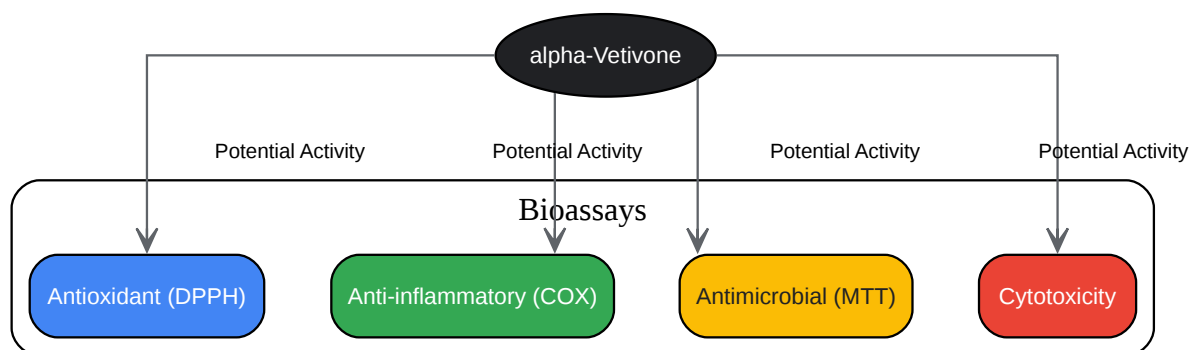 alpha-Vetivone
Potential Activity
Potential Activity
Potential Activity
Potential Activity
Bioassays
Antioxidant (DPPH)
Anti-inflammatory (COX)
Antimicrobial (MTT)
Cytotoxicity